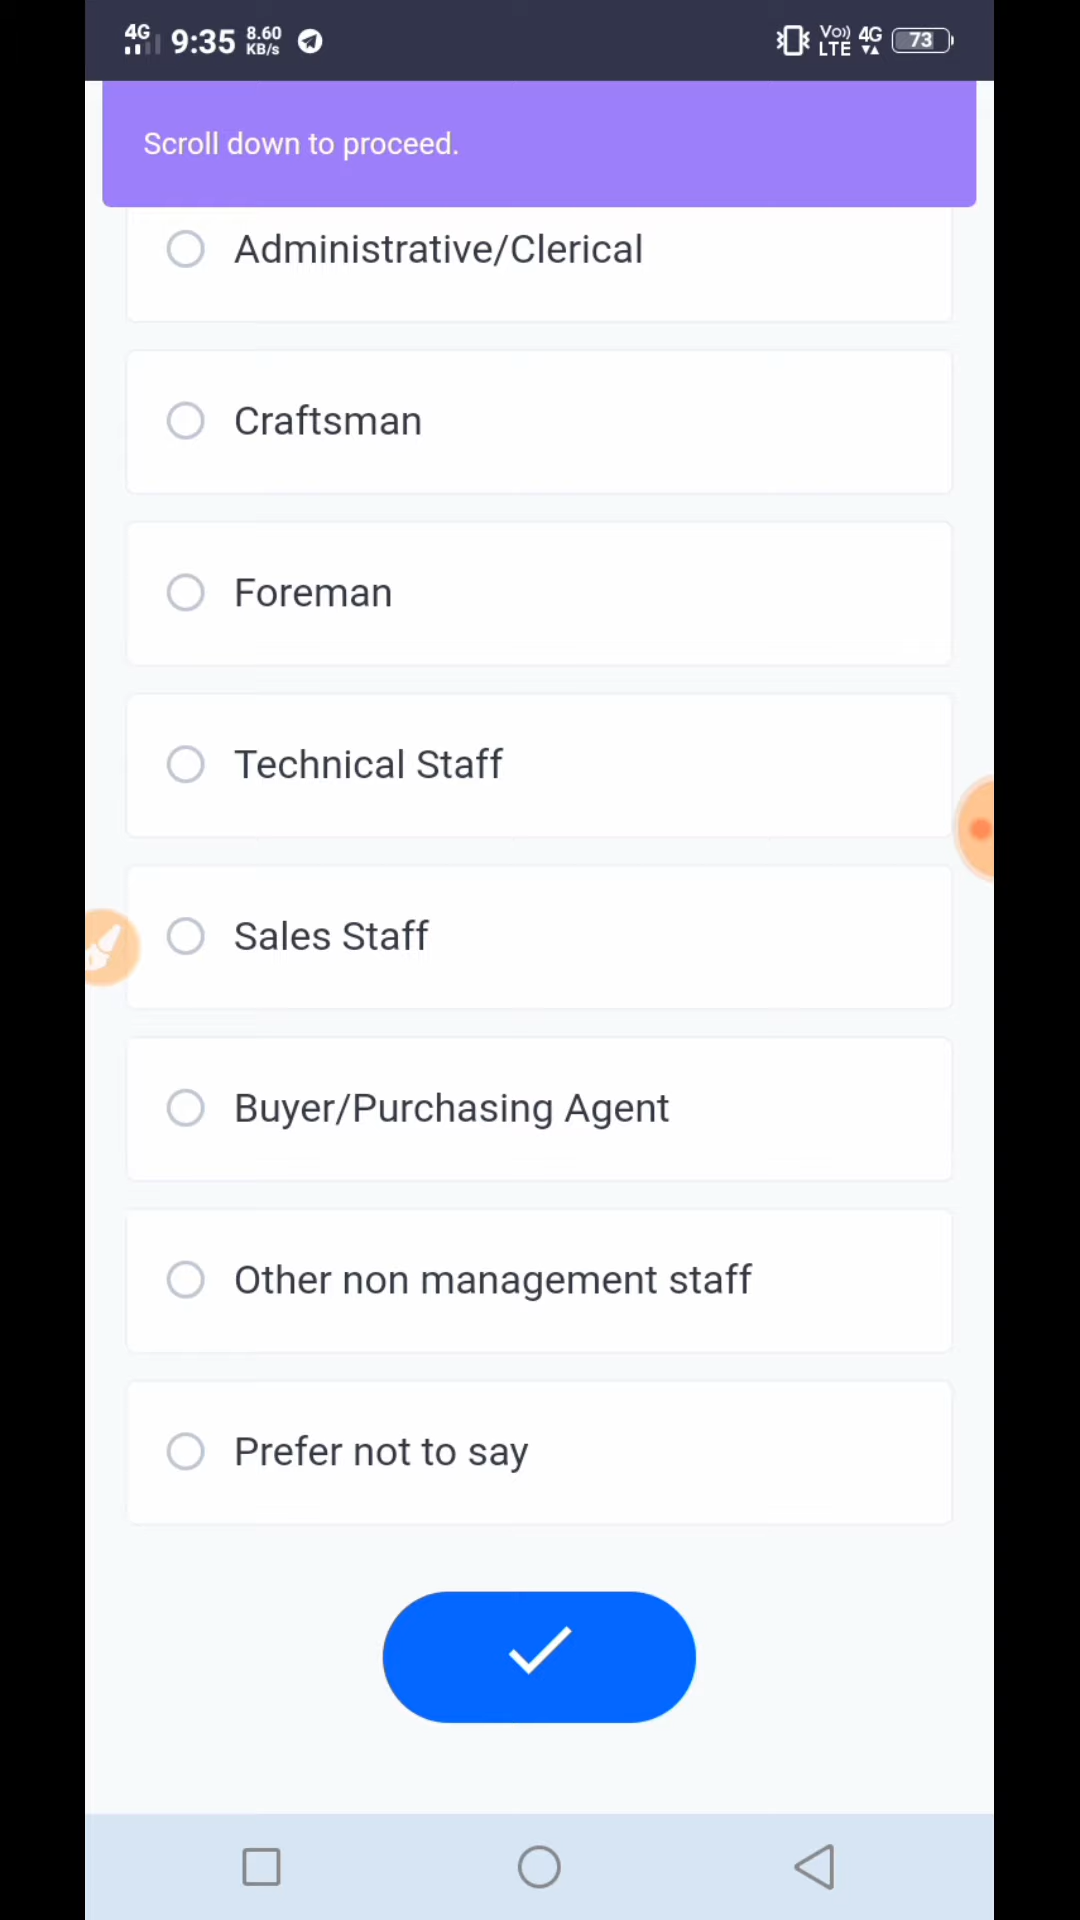 4G 9:35 8.60 KB/s Vo)) LTE 4G 73
Scroll down to proceed.
Administrative/Clerical
Craftsman
Foreman
Technical Staff
Sales Staff
Buyer/Purchasing Agent
Other non management staff
Prefer not to say